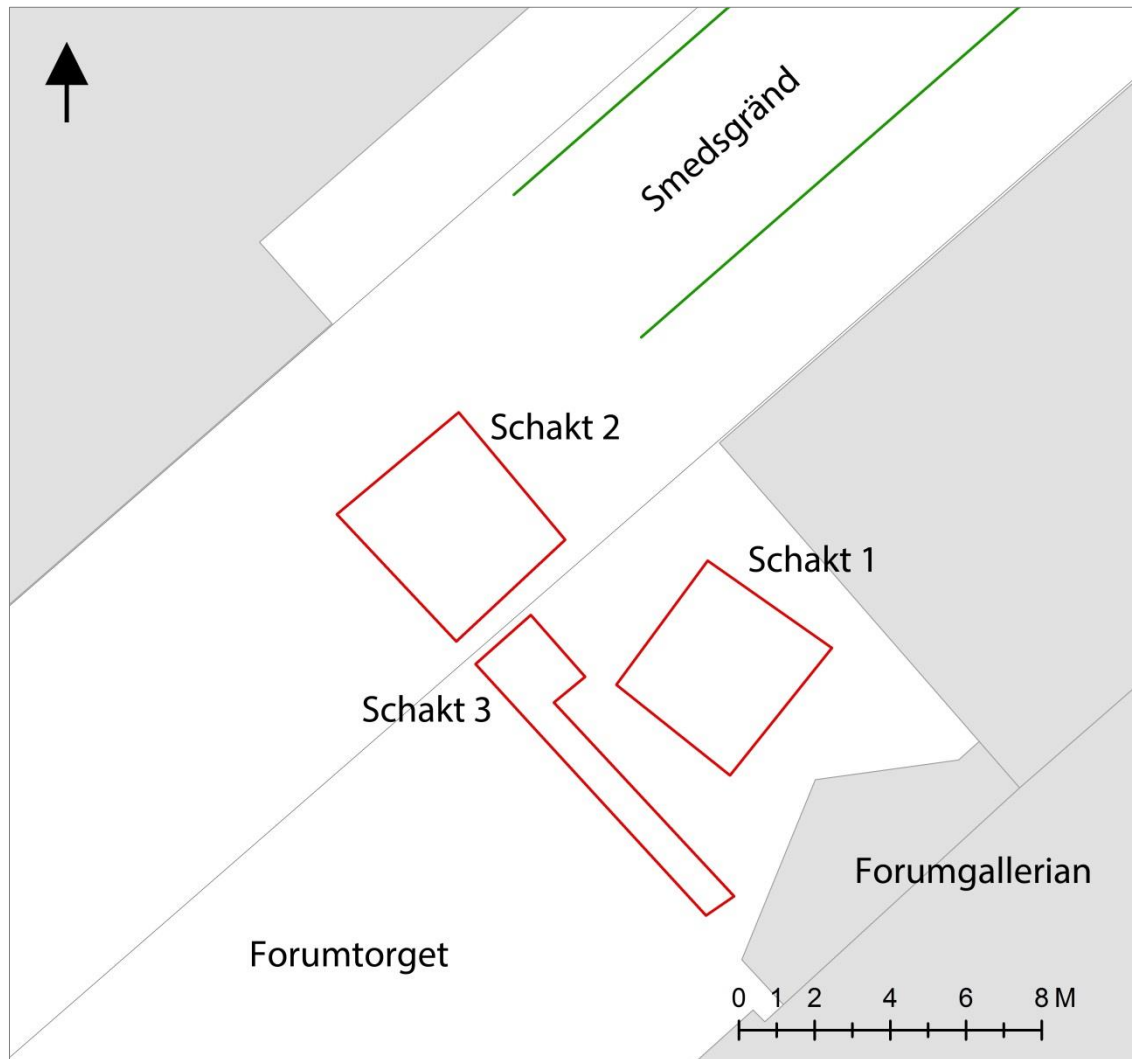 Smedsgränd
Schakt 2
Schakt 1
Schakt 3
Forumgallerian
Forumtorget
0 1 2 4 6 8 M